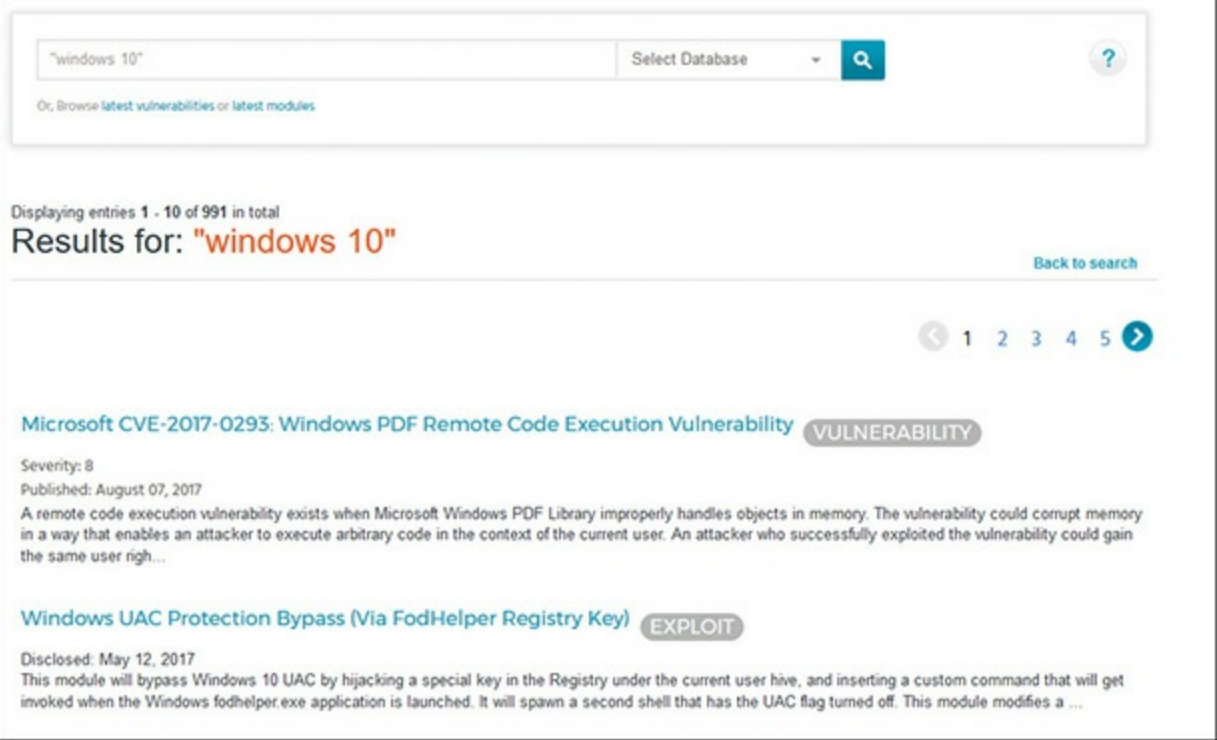 "windows 10"
Select Database
?
Or, Browse latest vulnerabilities or latest modules
Displaying entries 1 - 10 of 991 in total
Results for: "windows 10"
Back to search
1 2 3 4 5
Microsoft CVE-2017-0293: Windows PDF Remote Code Execution Vulnerability VULNERABILITY
Severity: 8
Published: August 07, 2017
A remote code execution vulnerability exists when Microsoft Windows PDF Library improperly handles objects in memory. The vulnerability could corrupt memory
in a way that enables an attacker to execute arbitrary code in the context of the current user. An attacker who successfully exploited the vulnerability could gain
the same user righ...
Windows UAC Protection Bypass (Via FodHelper Registry Key) EXPLOIT
Disclosed: May 12, 2017
This module will bypass Windows 10 UAC by hijacking a special key in the Registry under the current user hive, and inserting a custom command that will get
invoked when the Windows fodhelper.exe application is launched. It will spawn a second shell that has the UAC flag turned off. This module modifies a ...